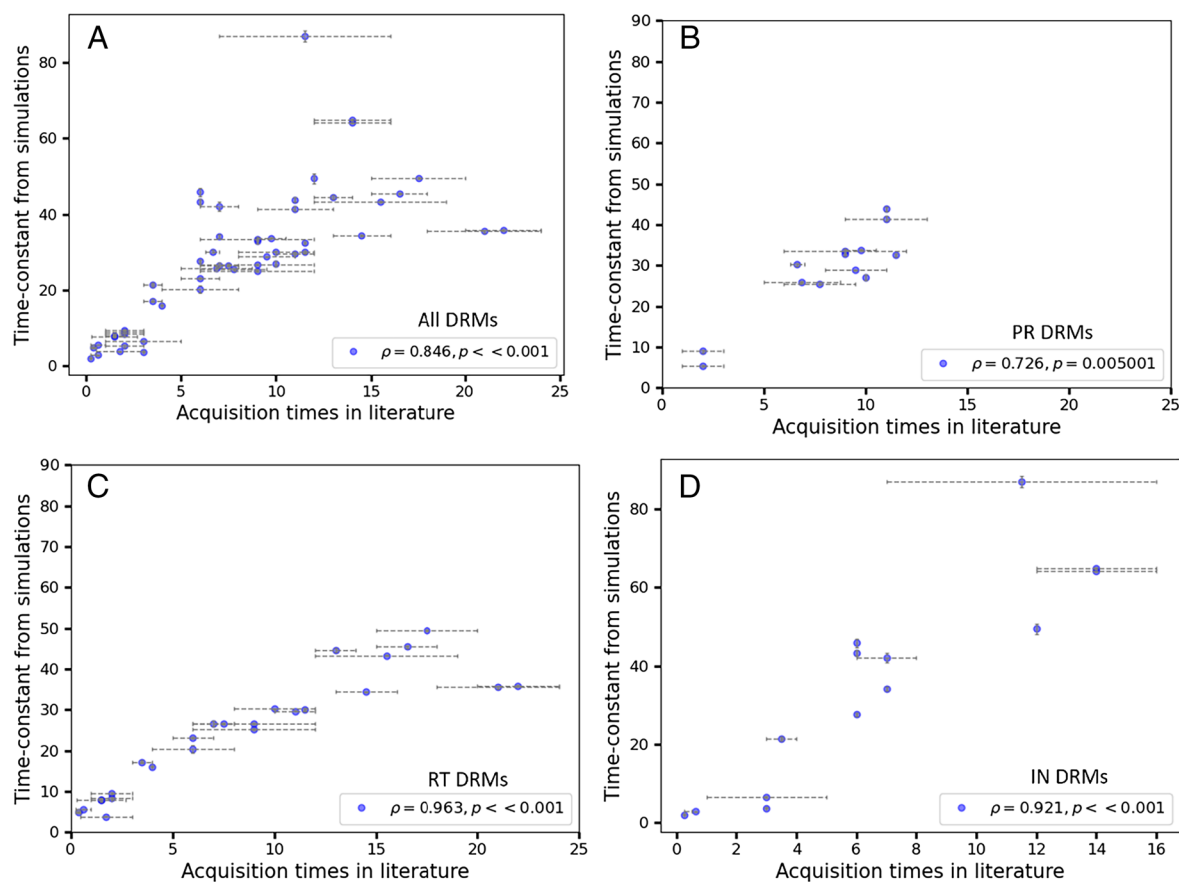 A
Time-constant from simulations
80
60
40
20
0
All DRMs
ρ = 0.846, p < < 0.001
0 5 10 15 20 25
Acquisition times in literature
B
Time-constant from simulations
90
80
70
60
50
40
30
20
10
0
PR DRMs
ρ = 0.726, p = 0.005001
0 5 10 15 20 25
Acquisition times in literature
C
Time-constant from simulations
90
80
70
60
50
40
30
20
10
0
RT DRMs
ρ = 0.963, p < < 0.001
0 5 10 15 20 25
Acquisition times in literature
D
Time-constant from simulations
80
60
40
20
0
IN DRMs
ρ = 0.921, p < < 0.001
0 2 4 6 8 10 12 14 16
Acquisition times in literature